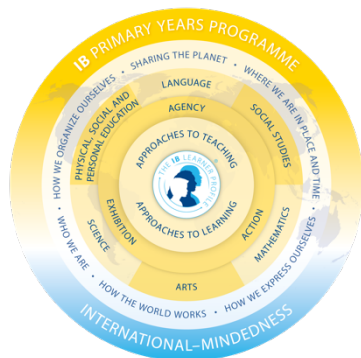 IB PRIMARY YEARS PROGRAMME
WHO WE ARE • HOW WE ORGANIZE OURSELVES • SHARING THE PLANET • WHERE WE ARE IN PLACE AND TIME •
• HOW THE WORLD WORKS • HOW WE EXPRESS OURSELVES
LANGUAGE
PHYSICAL, SOCIAL AND
PERSONAL EDUCATION
SOCIAL STUDIES
AGENCY
APPROACHES TO TEACHING
THE IB LEARNER PROFILE
APPROACHES TO LEARNING
EXHIBITION
ACTION
SCIENCE
MATHEMATICS
ARTS
INTERNATIONAL–MINDEDNESS